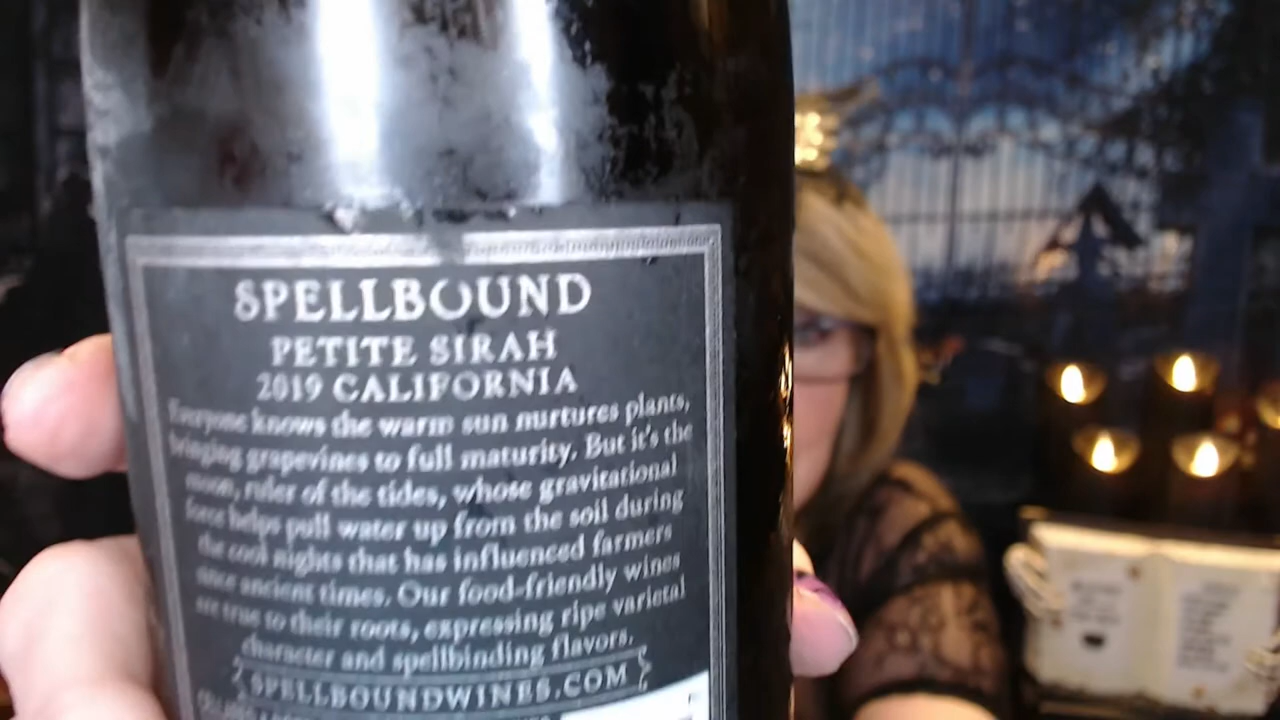 SPELLBOUND
PETITE SIRAH
2019 CALIFORNIA
Everyone knows the warm sun nurtures plants,
bringing grapevines to full maturity. But it's the
moon, ruler of the tides, whose gravitational
force helps pull water up from the soil during
the cool nights that has influenced farmers
since ancient times. Our food-friendly wines
are true to their roots, expressing ripe varietal
character and spellbinding flavors.
SPELLBOUNDWINES.COM